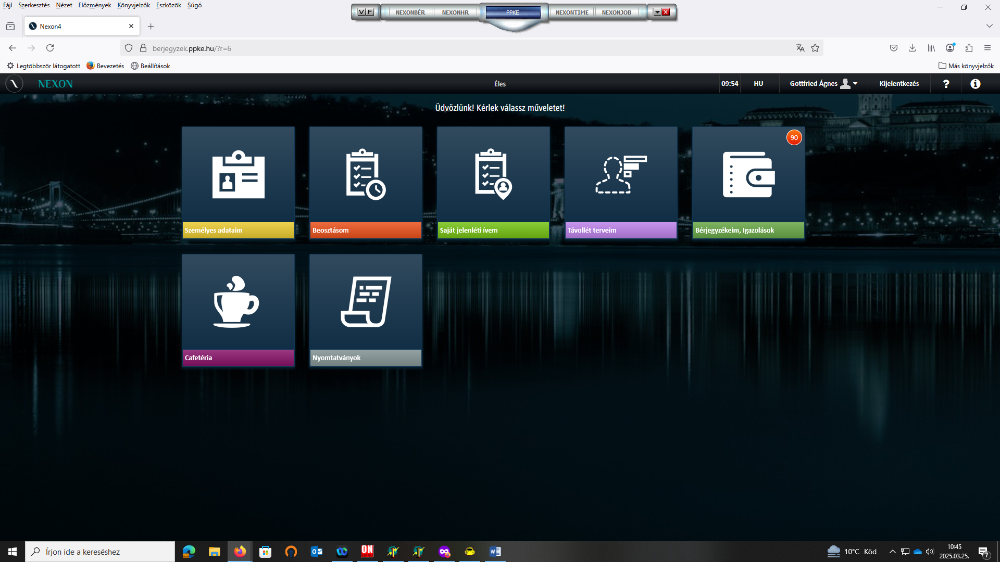 Fájl Szerkesztés Nézet Előzmények Könyvjelzők Eszközök Súgó
V F NEXONBÉR NEXONHR PPKE NEXONTIME NEXONJOB
Nexon4
berjegyzek.ppke.hu/?r=6
Legtöbbször látogatott Bevezetés Beállítások Más könyvjelzők
NEXON Éles 09:54 HU Gottfried Ágnes Kijelentkezés ?
Üdvözlünk! Kérlek válassz műveletet!
90
Személyes adataim Beosztásom Saját jelenléti ívem Távollét terveim Bérjegyzékeim, Igazolások
Cafetéria Nyomtatványok
Írjon ide a kereséshez ON 10°C Köd 10:45
2025.03.25. 7